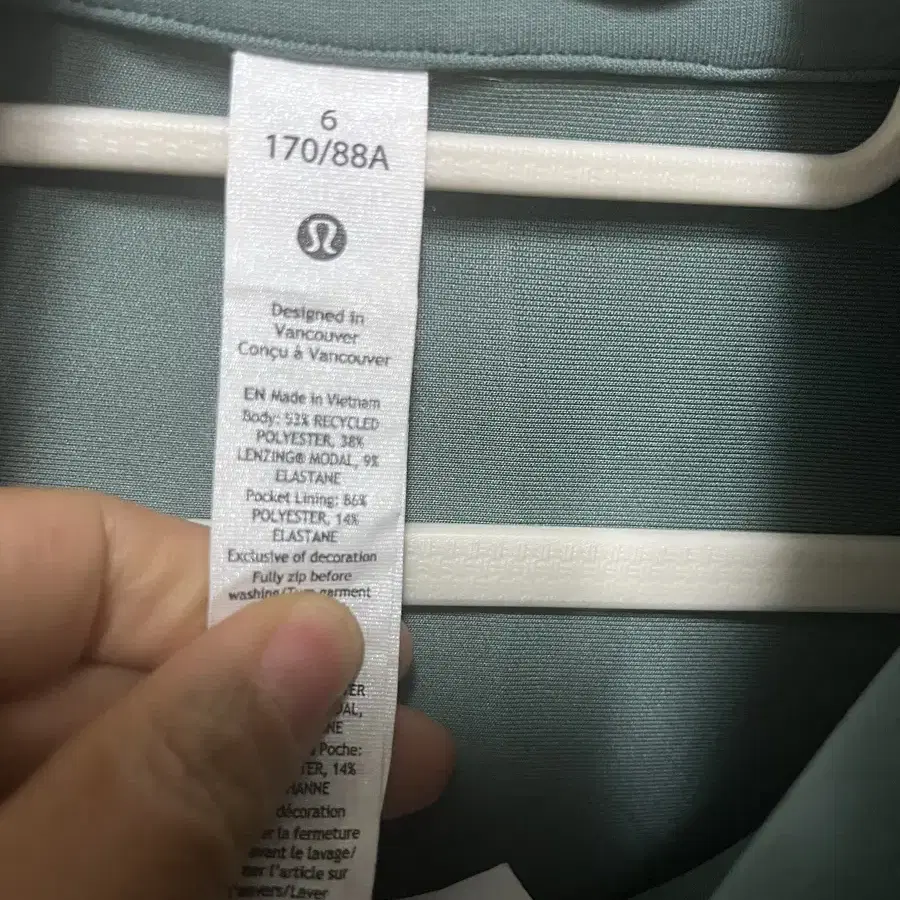 6
170/88A
Designed in
Vancouver
Conçu à Vancouver
EN Made in Vietnam
Body: 53% RECYCLED
POLYESTER, 38%
LENZING® MODAL, 9%
ELASTANE
Pocket Lining: 86%
POLYESTER, 14%
ELASTANE
Exclusive of decoration
Fully zip before
washing/Turn garment
Poche:
14%
décoration
la fermeture
avant le lavage/
l'article sur
l'envers/Laver